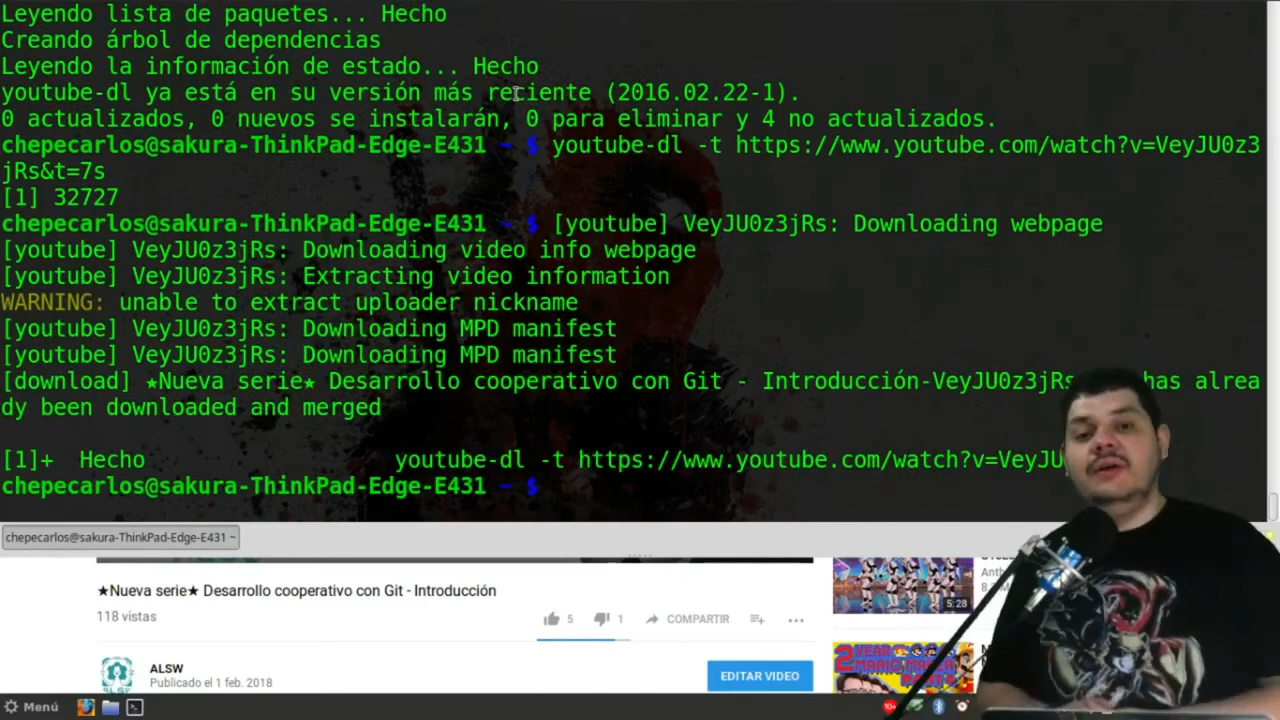 Leyendo lista de paquetes... Hecho
Creando árbol de dependencias
Leyendo la información de estado... Hecho
youtube-dl ya está en su versión más reciente (2016.02.22-1).
0 actualizados, 0 nuevos se instalarán, 0 para eliminar y 4 no actualizados.
chepecarlos@sakura-ThinkPad-Edge-E431 ~ $ youtube-dl -t https://www.youtube.com/watch?v=VeyJU0z3
jRs&t=7s
[1] 32727
chepecarlos@sakura-ThinkPad-Edge-E431 ~ $ [youtube] VeyJU0z3jRs: Downloading webpage
[youtube] VeyJU0z3jRs: Downloading video info webpage
[youtube] VeyJU0z3jRs: Extracting video information
WARNING: unable to extract uploader nickname
[youtube] VeyJU0z3jRs: Downloading MPD manifest
[youtube] VeyJU0z3jRs: Downloading MPD manifest
[download] ★Nueva serie★ Desarrollo cooperativo con Git - Introducción-VeyJU0z3jRs has alrea
dy been downloaded and merged
[1]+ Hecho youtube-dl -t https://www.youtube.com/watch?v=VeyJU
chepecarlos@sakura-ThinkPad-Edge-E431 ~ $
chepecarlos@sakura-ThinkPad-Edge-E431 ~
★Nueva serie★ Desarrollo cooperativo con Git - Introducción
118 vistas
5 1 COMPARTIR
5:28
ALSW
Publicado el 1 feb. 2018
EDITAR VIDEO
2 YEAR
MARIO MAKER
Menú
10+